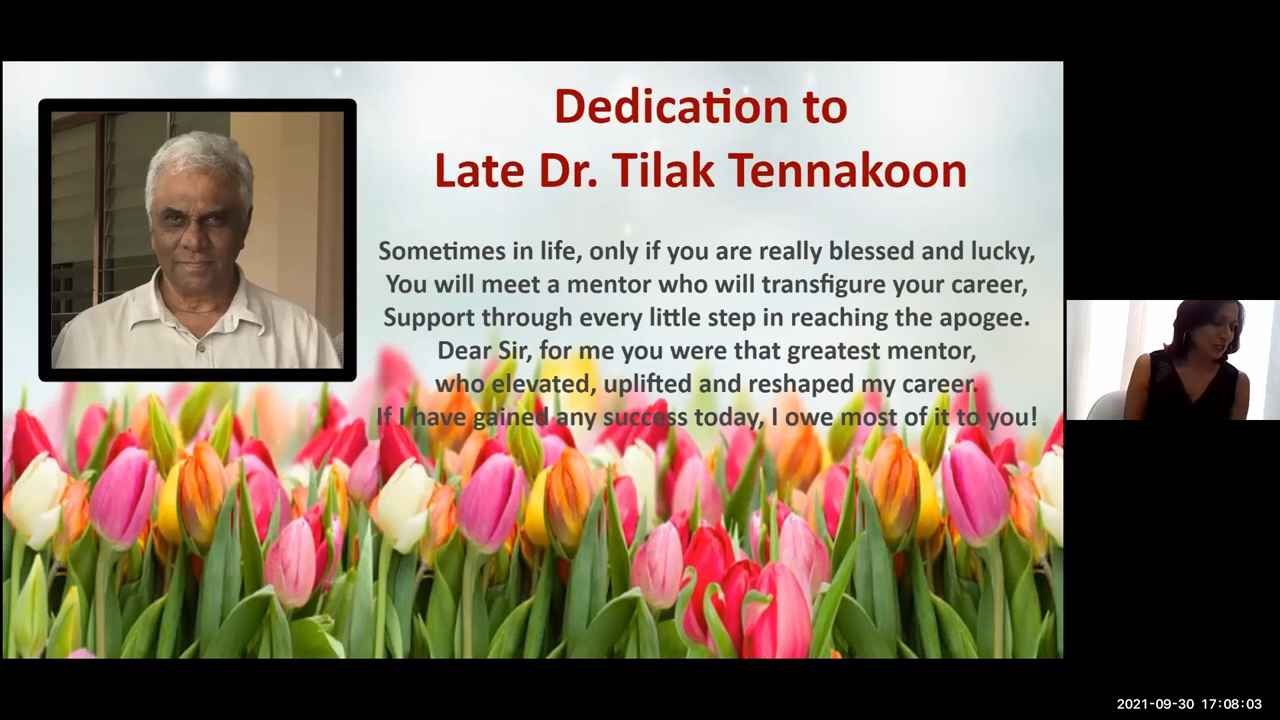 Dedication to
Late Dr. Tilak Tennakoon
Sometimes in life, only if you are really blessed and lucky,
You will meet a mentor who will transfigure your career,
Support through every little step in reaching the apogee.
Dear Sir, for me you were that greatest mentor,
who elevated, uplifted and reshaped my career.
If I have gained any success today, I owe most of it to you!
2021-09-30 17:08:03